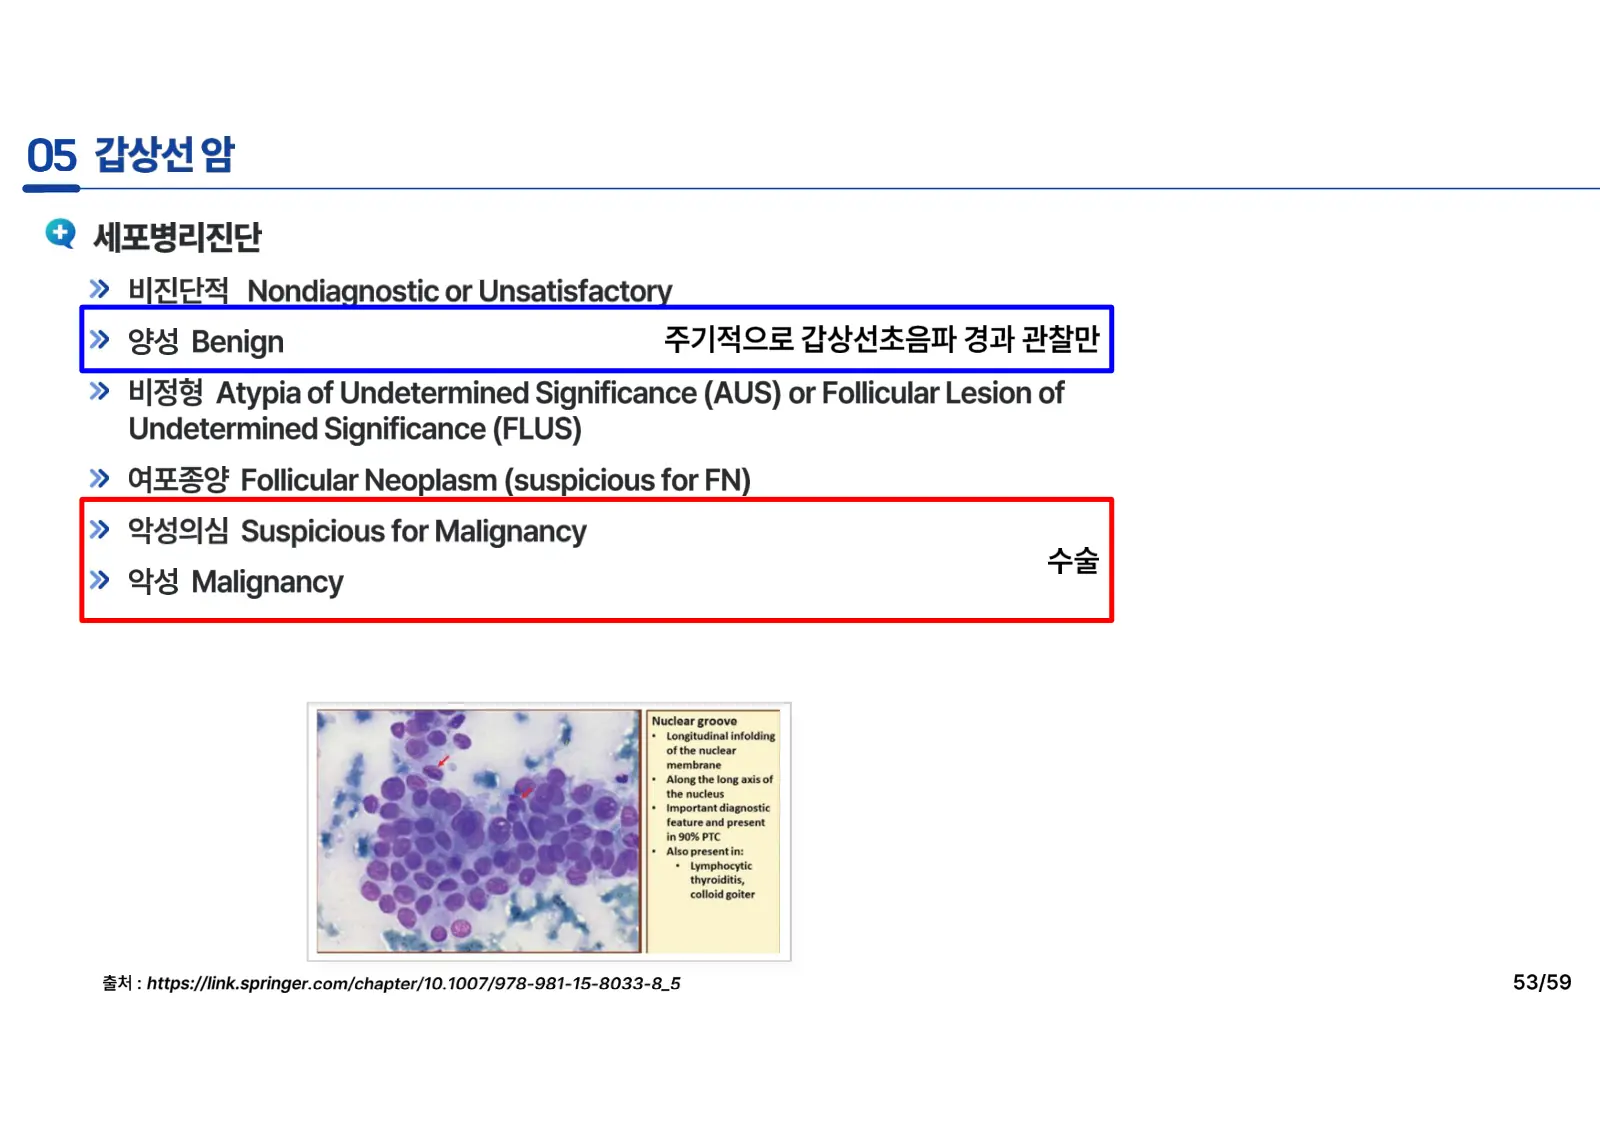 05 갑상선 암
세포병리진단
비진단적 Nondiagnostic or Unsatisfactory
양성 Benign 주기적으로 갑상선초음파 경과 관찰만
비정형 Atypia of Undetermined Significance (AUS) or Follicular Lesion of
Undetermined Significance (FLUS)
여포종양 Follicular Neoplasm (suspicious for FN)
악성의심 Suspicious for Malignancy
수술
악성 Malignancy
Nuclear groove
• Longitudinal infolding
of the nuclear
membrane
• Along the long axis of
the nucleus
• Important diagnostic
feature and present
in 90% PTC
• Also present in:
• Lymphocytic
thyroiditis,
colloid goiter
출처 : https://link.springer.com/chapter/10.1007/978-981-15-8033-8_5
53/59